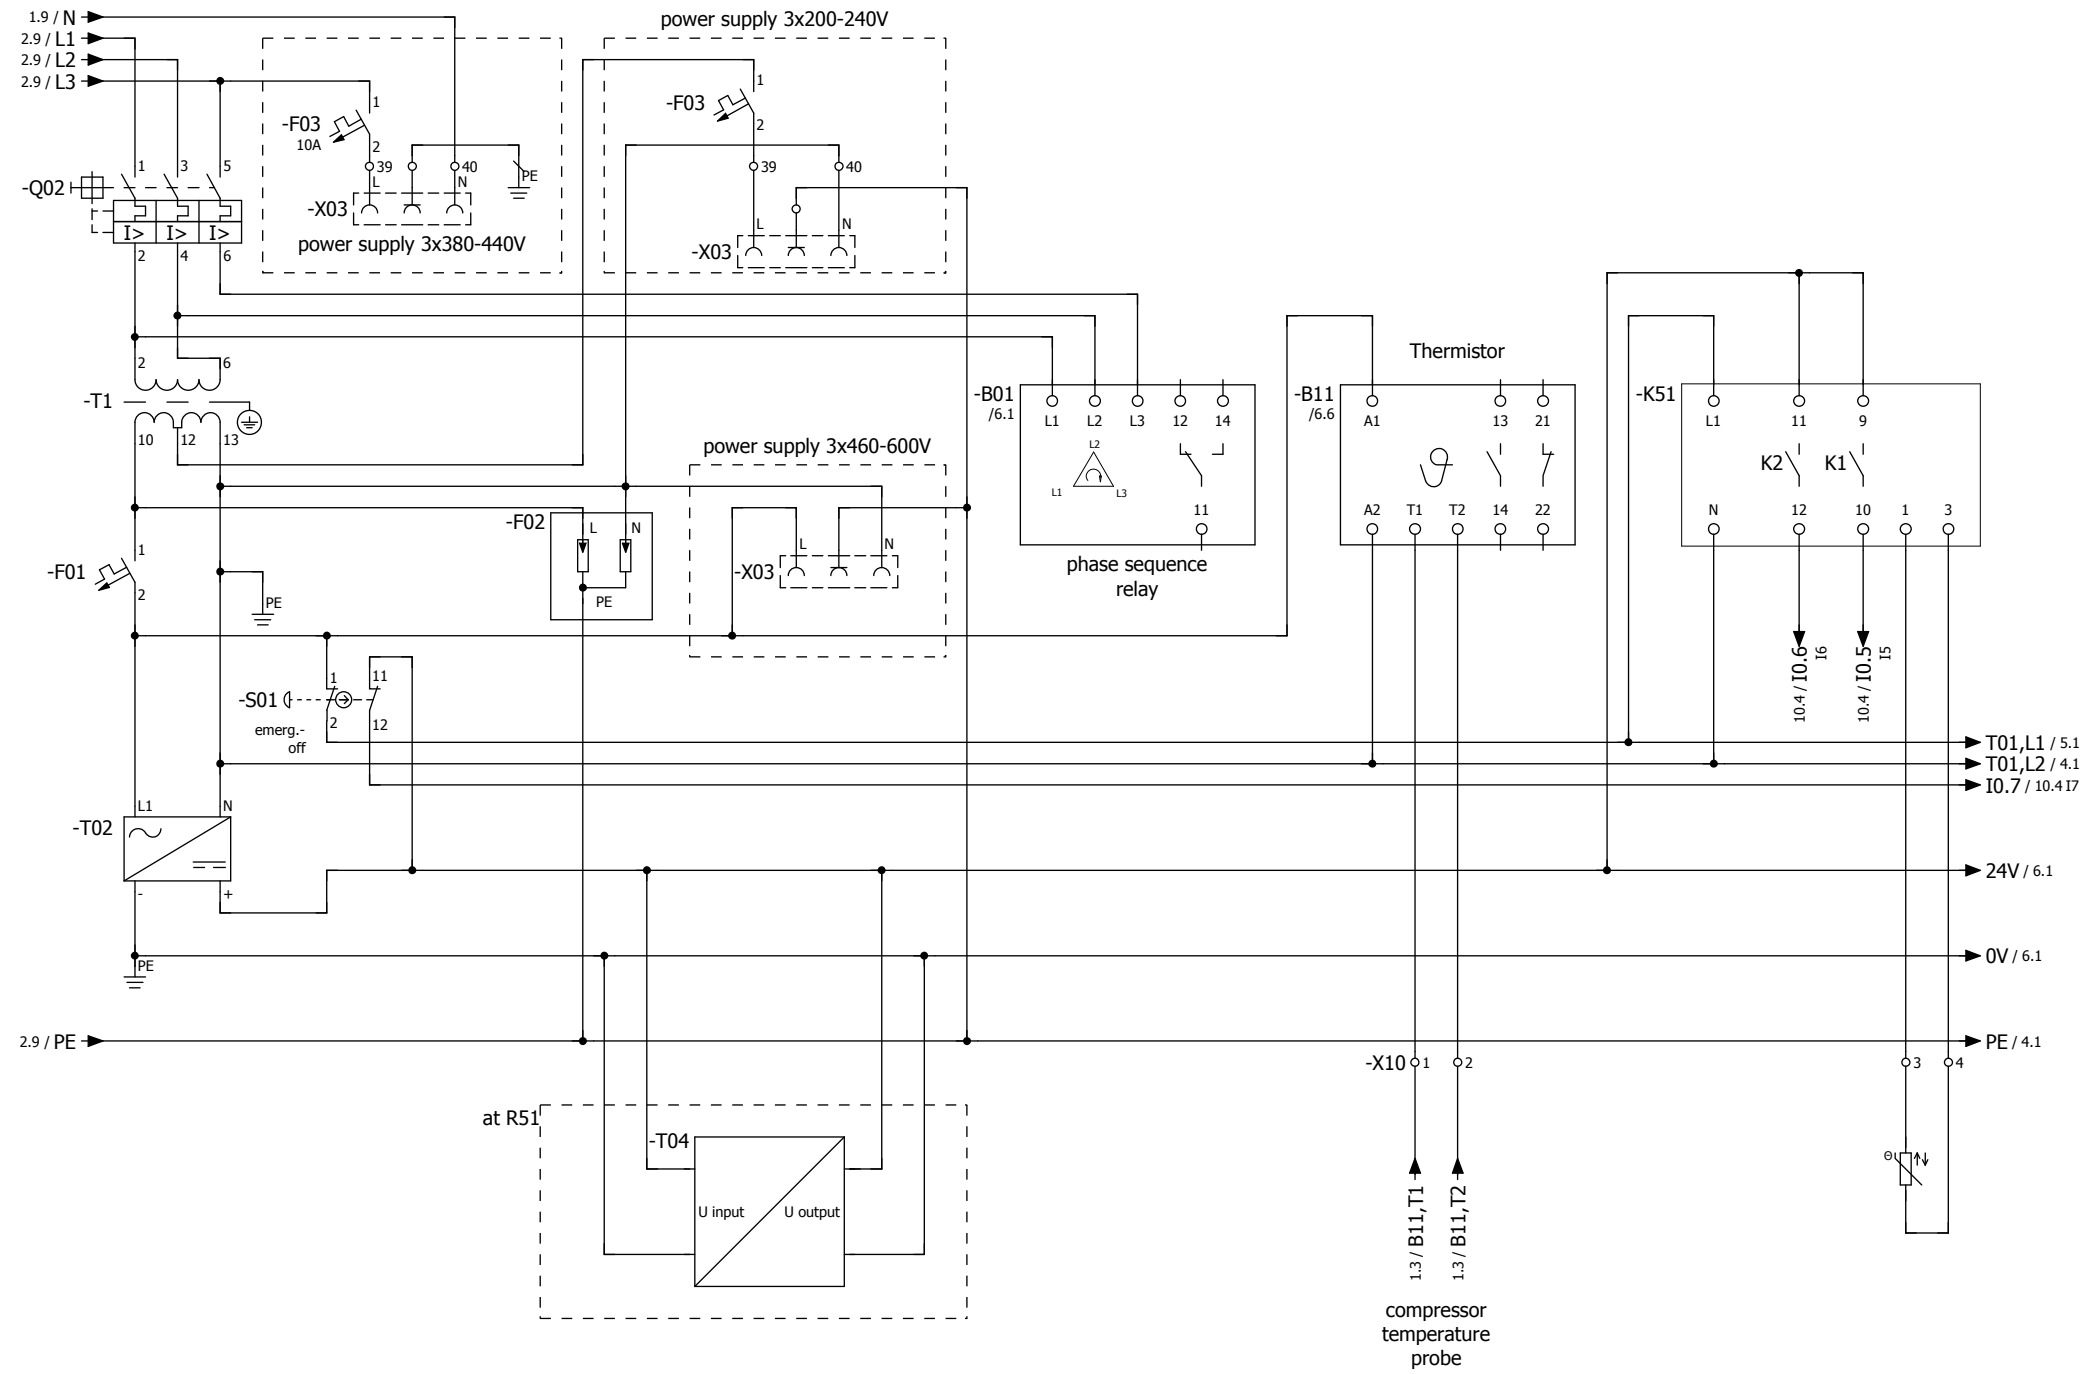 1.9 / N
2.9 / L1
2.9 / L2
2.9 / L3
power supply 3x200-240V
-F03
10A
1
2
39
40
L
N
PE
-X03
power supply 3x380-440V
-F03
1
2
39
40
L
N
-X03
-Q02
1
3
5
I>
I>
I>
2
4
6
2
6
-T1
10
12
13
-F01
1
2
PE
-F02
L
N
PE
power supply 3x460-600V
L
N
-X03
-B01
/6.1
L1
L2
L3
12
14
L2
L1
L3
11
phase sequence
relay
Thermistor
-B11
/6.6
A1
13
21
A2
T1
T2
14
22
-K51
L1
11
9
K2
K1
N
12
10
1
3
10.4 / I0.6
I6
10.4 / I0.5
I5
-S01
1
2
11
12
emerg.-
off
T01,L1 / 5.1
T01,L2 / 4.1
I0.7 / 10.4 I7
-T02
L1
N
-
+
24V / 6.1
PE
0V / 6.1
2.9 / PE
PE / 4.1
-X10
1
2
3
4
at R51
-T04
U input
U output
1.3 / B11,T1
1.3 / B11,T2
Θ
compressor
temperature
probe